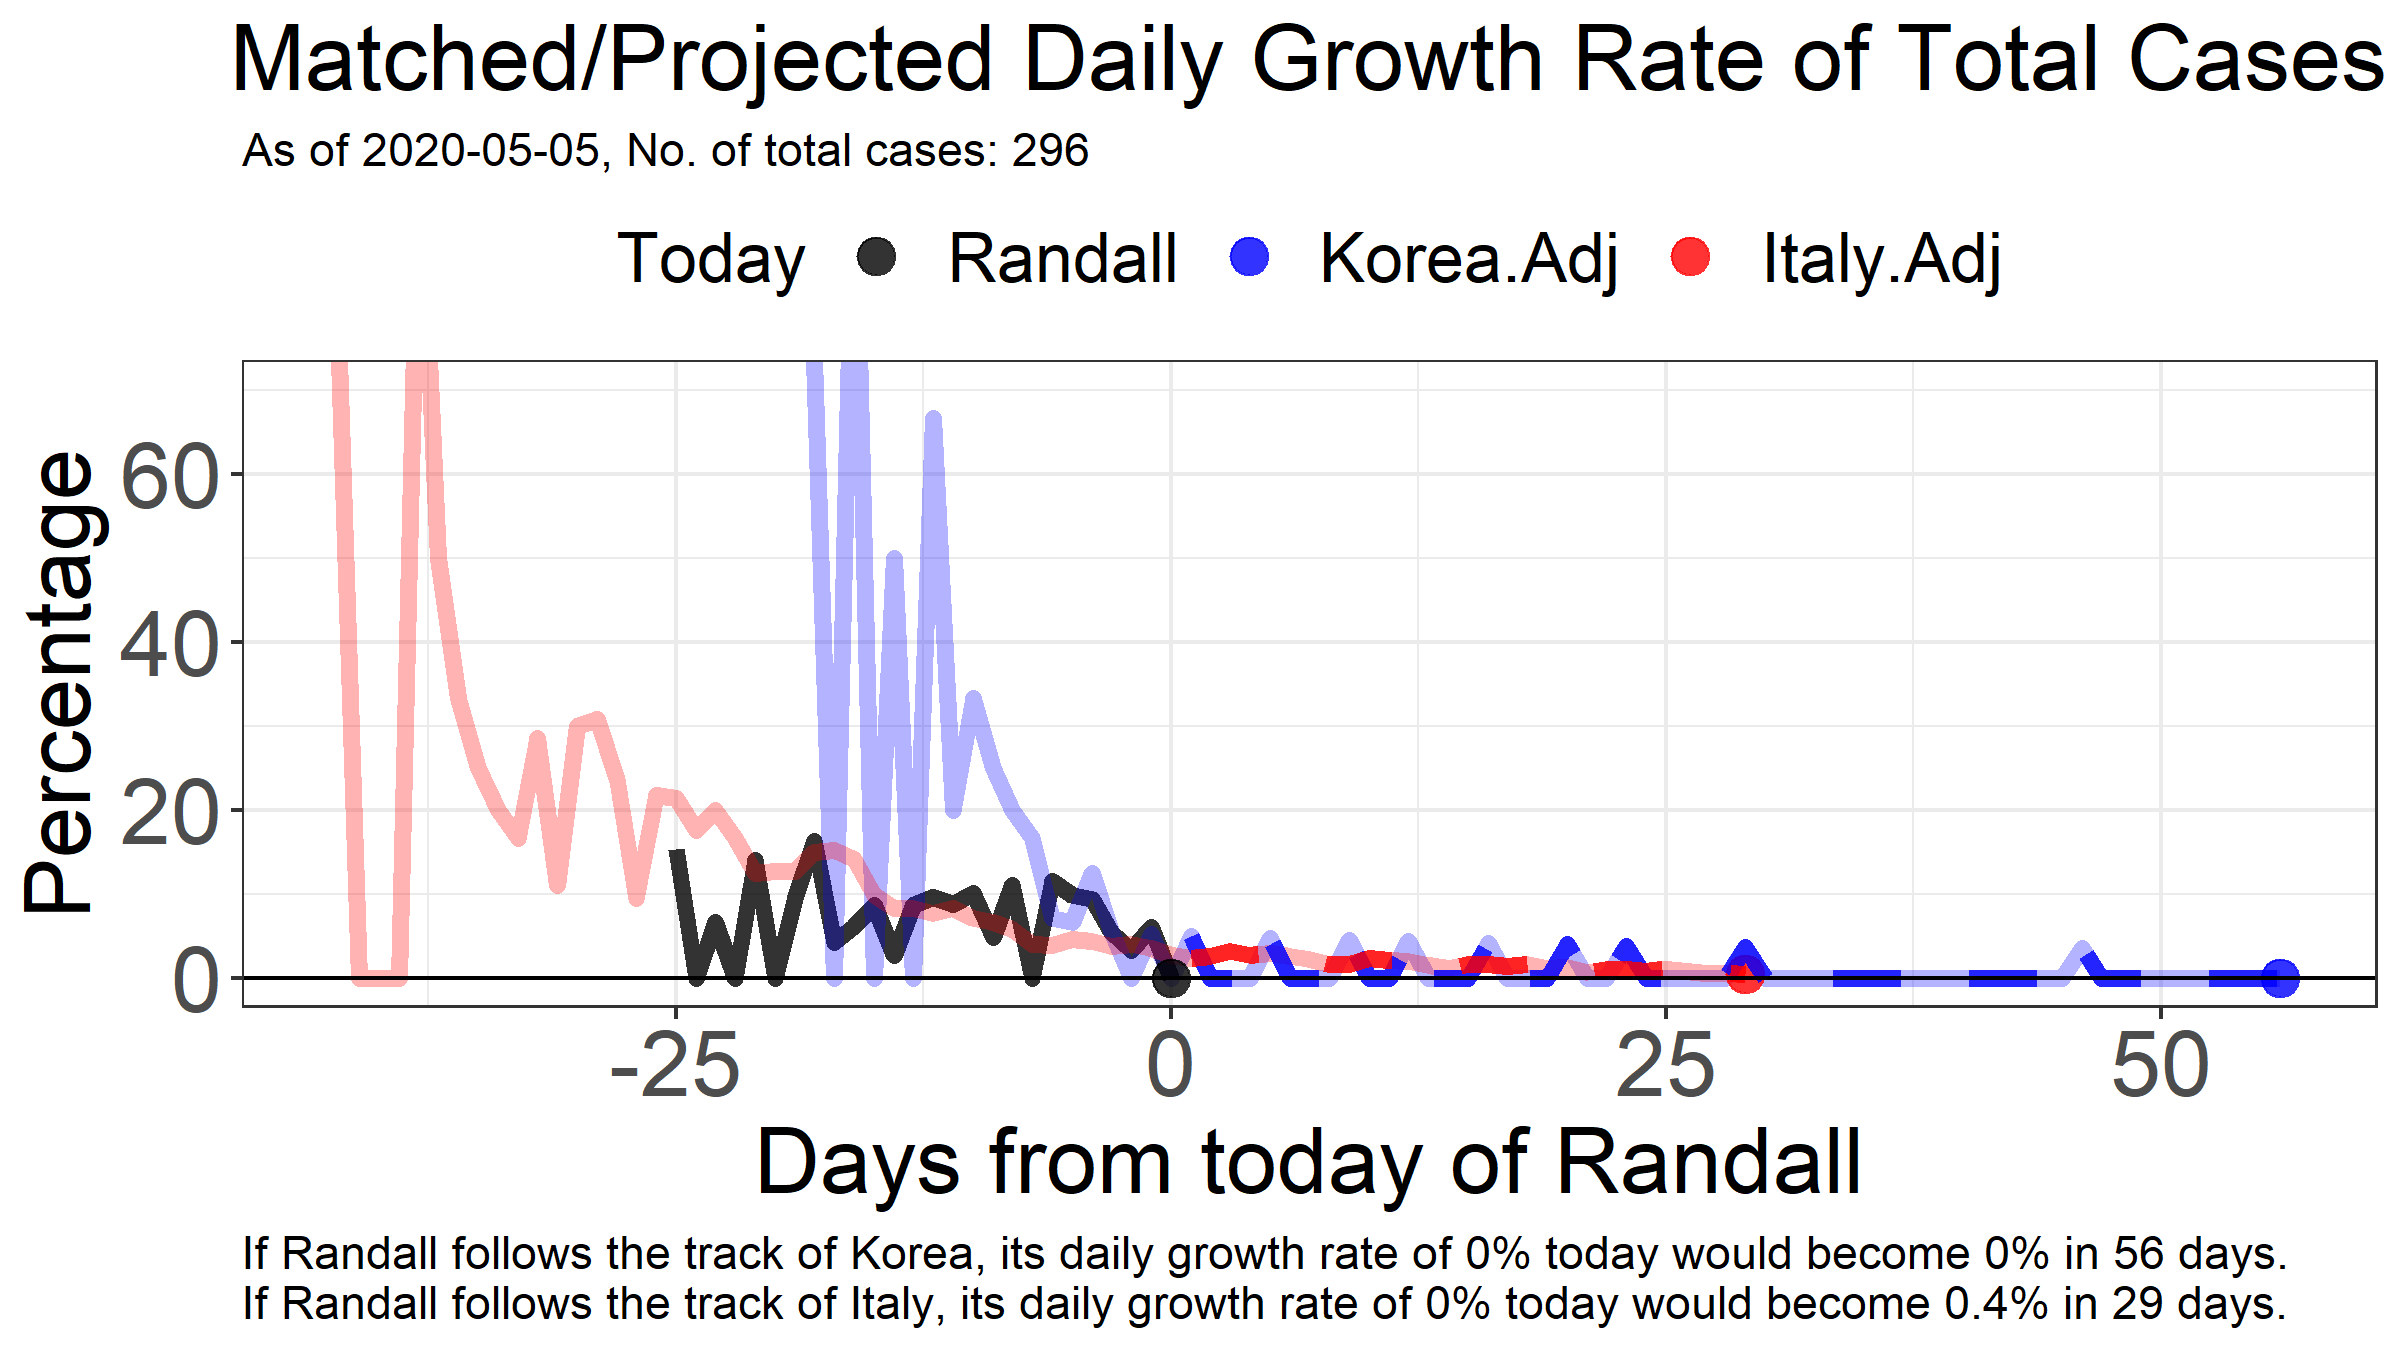 Matched/Projected Daily Growth Rate of Total Cases
As of 2020-05-05, No. of total cases: 296
Today Randall Korea.Adj Italy.Adj
Percentage
60
40
20
0
-25 0 25 50
Days from today of Randall
If Randall follows the track of Korea, its daily growth rate of 0% today would become 0% in 56 days.
If Randall follows the track of Italy, its daily growth rate of 0% today would become 0.4% in 29 days.